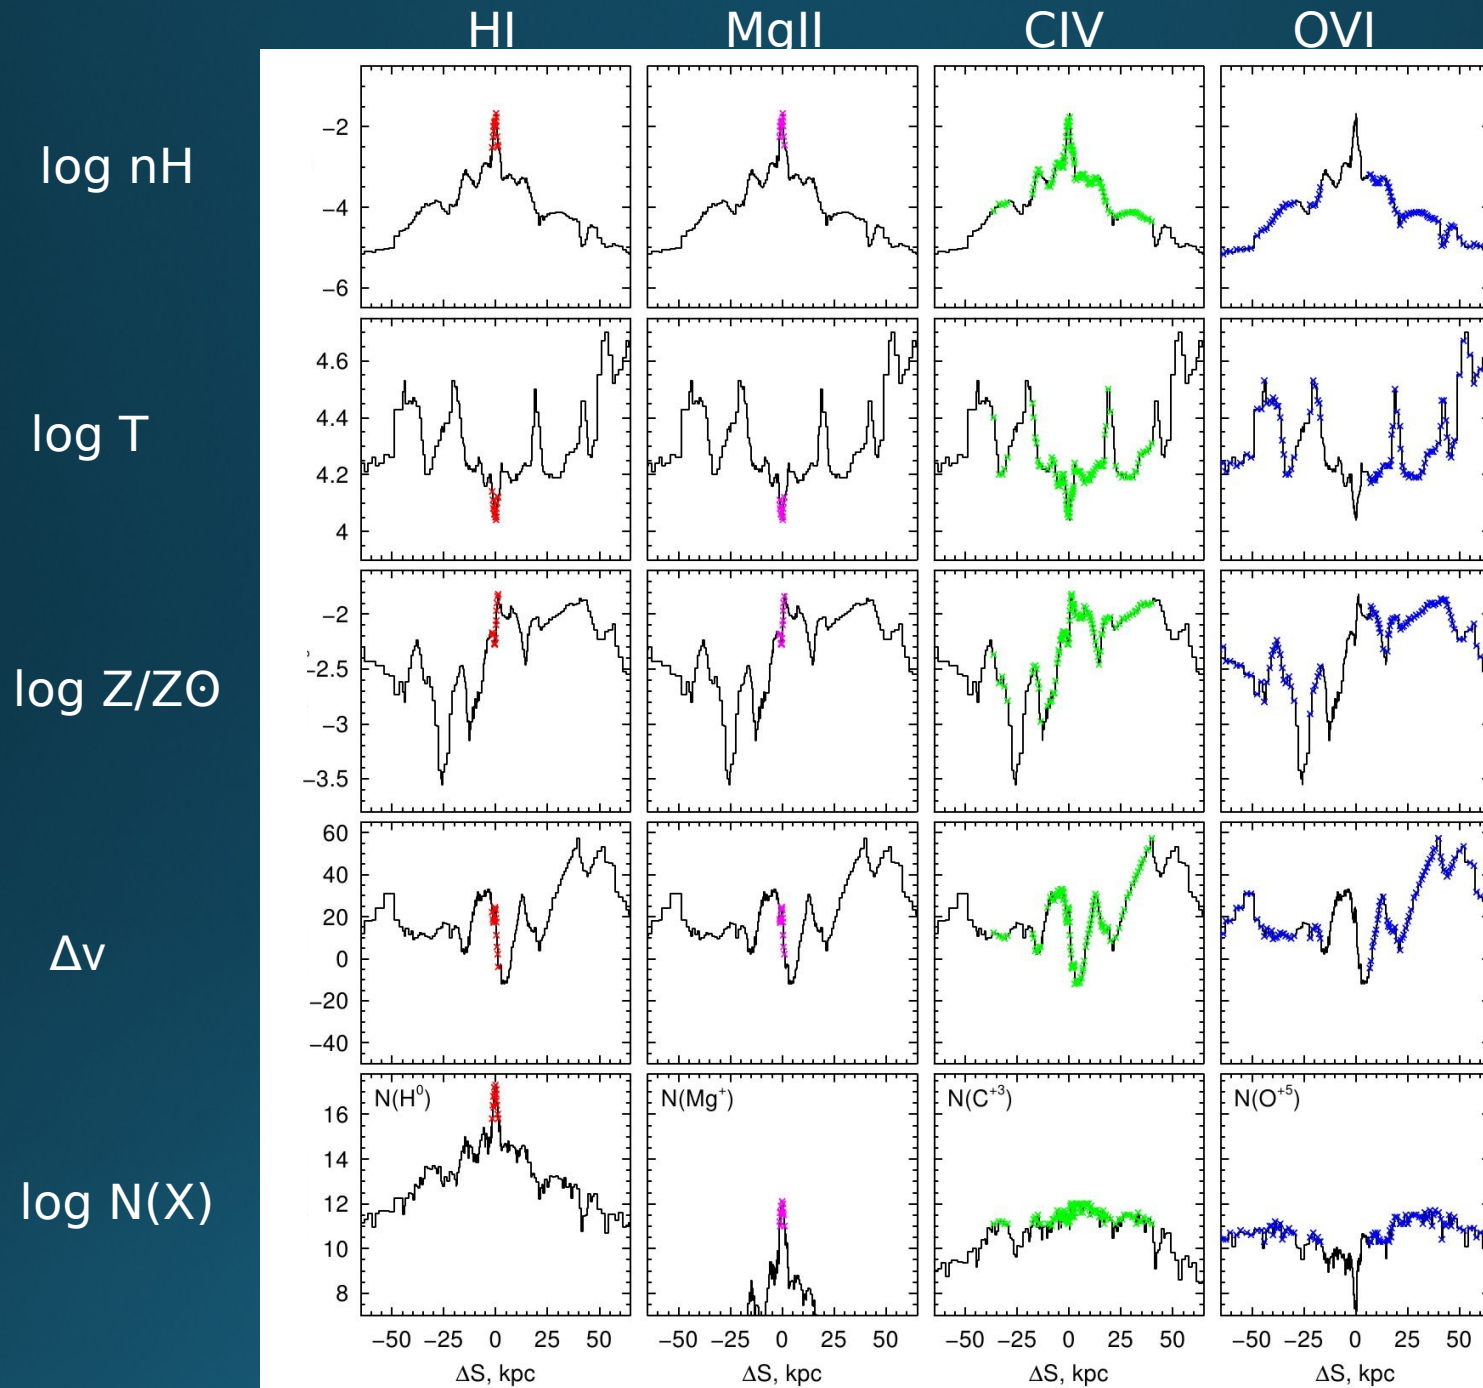 HI MgII CIV OVI
log nH
−2
−4
−6
log T
4.6
4.4
4.2
4
log Z/Z⊙
−2
−2.5
−3
−3.5
Δv
60
40
20
0
−20
−40
log N(X)
N(H⁰) N(Mg⁺) N(C⁺³) N(O⁺⁵)
16
14
12
10
8
−50 −25 0 25 50 −50 −25 0 25 50 −50 −25 0 25 50 −50 −25 0 25 50
ΔS, kpc ΔS, kpc ΔS, kpc ΔS, kpc